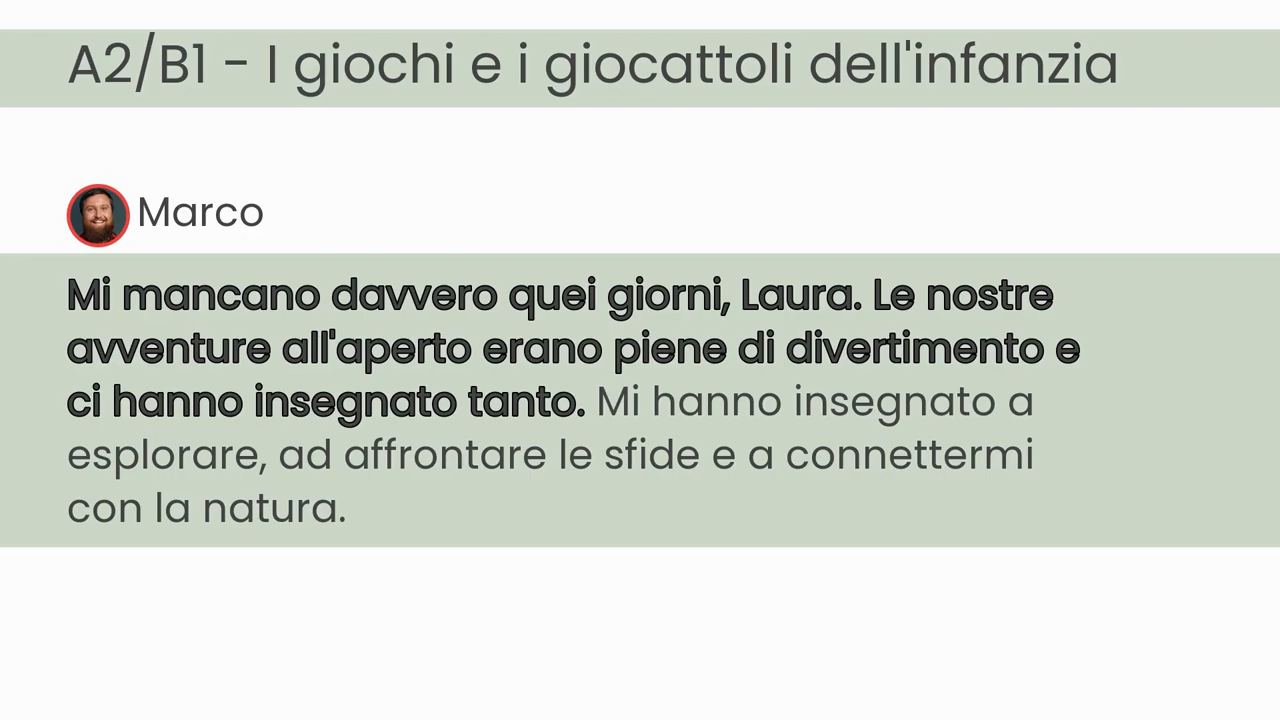 A2/B1 - I giochi e i giocattoli dell'infanzia
Marco
Mi mancano davvero quei giorni, Laura. Le nostre
avventure all'aperto erano piene di divertimento e
ci hanno insegnato tanto. Mi hanno insegnato a
esplorare, ad affrontare le sfide e a connettermi
con la natura.